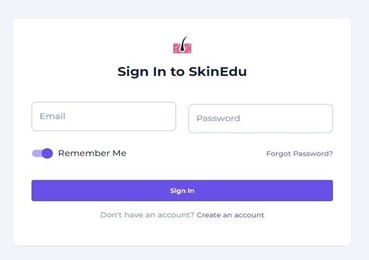 Sign In to SkinEdu
Email
Password
Remember Me
Forgot Password?
Sign In
Don't have an account? Create an account